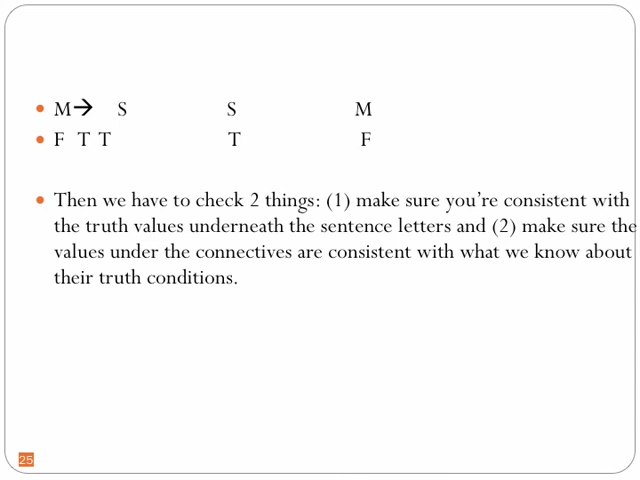 • M→ S S M
• F T T T F
• Then we have to check 2 things: (1) make sure you’re consistent with
the truth values underneath the sentence letters and (2) make sure the
values under the connectives are consistent with what we know about
their truth conditions.
25